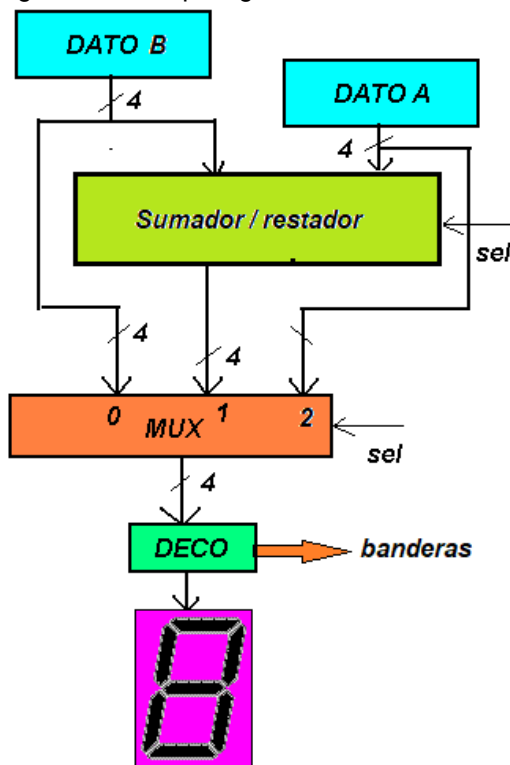 DATO B
4
DATO A
4
Sumador / restador
sel
4
4
0
1
2
MUX
sel
4
DECO
banderas